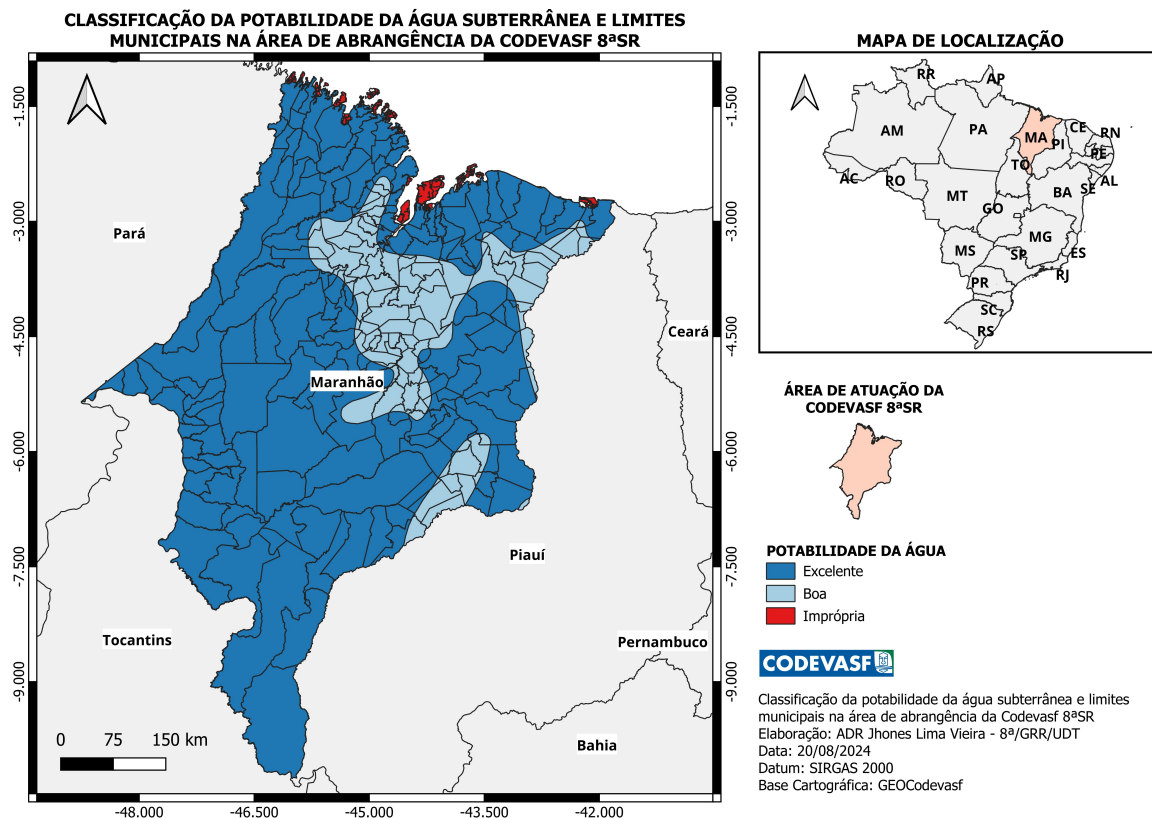 CLASSIFICAÇÃO DA POTABILIDADE DA ÁGUA SUBTERRÂNEA E LIMITES
MUNICIPAIS NA ÁREA DE ABRANGÊNCIA DA CODEVASF 8ªSR
-1.500
-3.000
-4.500
-6.000
-7.500
-9.000
-1.500
-3.000
-4.500
-6.000
-7.500
-9.000
Pará
Ceará
Maranhão
Piauí
Tocantins
Pernambuco
Bahia
0 75 150 km
-48.000 -46.500 -45.000 -43.500 -42.000
MAPA DE LOCALIZAÇÃO
RR
AP
AM
PA
MA
CE
RN
PI
PE
TO
AC
RO
AL
SE
BA
MT
GO
MG
MS
SP
ES
RJ
PR
SC
RS
ÁREA DE ATUAÇÃO DA
CODEVASF 8ªSR
POTABILIDADE DA ÁGUA
Excelente
Boa
Imprópria
CODEVASF
Classificação da potabilidade da água subterrânea e limites
municipais na área de abrangência da Codevasf 8ªSR
Elaboração: ADR Jhones Lima Vieira - 8ª/GRR/UDT
Data: 20/08/2024
Datum: SIRGAS 2000
Base Cartográfica: GEOCodevasf